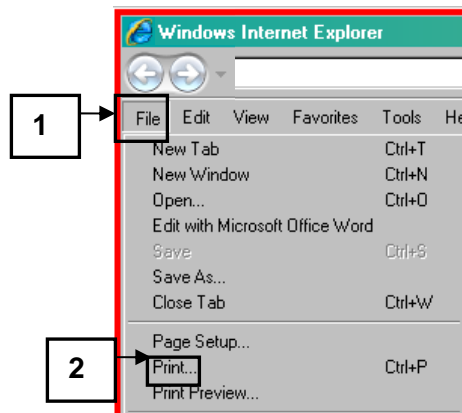 Windows Internet Explorer
1
File Edit View Favorites Tools He
New Tab Ctrl+T
New Window Ctrl+N
Open... Ctrl+O
Edit with Microsoft Office Word
Save Ctrl+S
Save As...
Close Tab Ctrl+W
Page Setup...
2
Print... Ctrl+P
Print Preview...